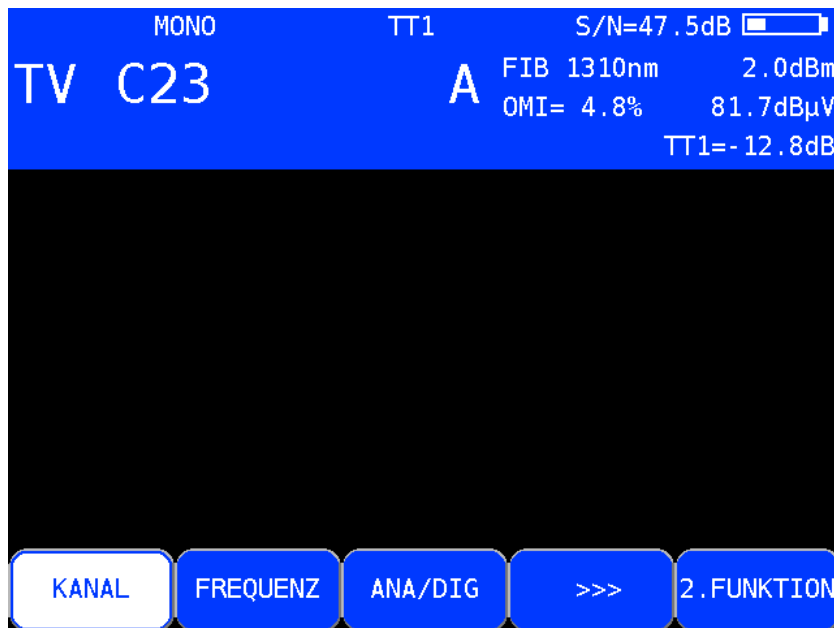 MONO TT1 S/N=47.5dB
TV C23 A FIB 1310nm 2.0dBm
OMI= 4.8% 81.7dBµV
TT1=-12.8dB
KANAL FREQUENZ ANA/DIG >>> 2.FUNKTION